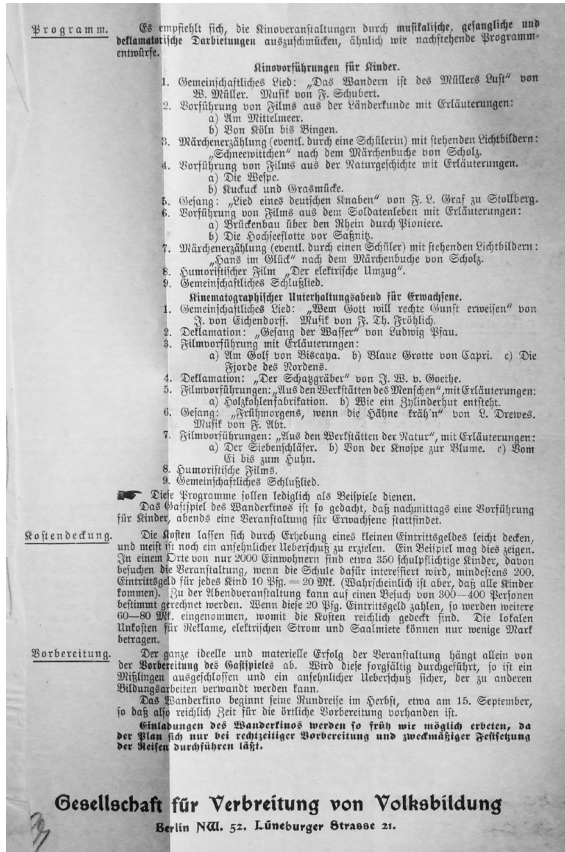 Programm. Es empfiehlt sich, die Kinoveranstaltungen durch musikalische, gesangliche und
deklamatorische Darbietungen auszuschmücken, ähnlich wie nachstehende Programm-
entwürfe.
Kinovorführungen für Kinder.
1. Gemeinschaftliches Lied: „Das Wandern ist des Müllers Lust“ von
W. Müller. Musik von F. Schubert.
2. Vorführung von Films aus der Länderkunde mit Erläuterungen:
a) Am Mittelmeer.
b) Von Köln bis Bingen.
3. Märchenerzählung (eventl. durch eine Schülerin) mit stehenden Lichtbildern:
„Schneewittchen“ nach dem Märchenbuche von Scholz.
4. Vorführung von Films aus der Naturgeschichte mit Erläuterungen.
a) Die Wespe.
b) Kuckuck und Grasmücke.
5. Gesang: „Lied eines deutschen Knaben“ von F. L. Graf zu Stollberg.
6. Vorführung von Films aus dem Soldatenleben mit Erläuterungen:
a) Brückenbau über den Rhein durch Pioniere.
b) Die Hochseeflotte vor Saßnitz.
7. Märchenerzählung (eventl. durch einen Schüler) mit stehenden Lichtbildern:
„Hans im Glück“ nach dem Märchenbuche von Scholz.
8. Humoristischer Film „Der elektrische Umzug“.
9. Gemeinschaftliches Schlußlied.
Kinematographischer Unterhaltungsabend für Erwachsene.
1. Gemeinschaftliches Lied: „Wem Gott will rechte Gunst erweisen“ von
J. von Eichendorff. Musik von F. Th. Fröhlich.
2. Deklamation: „Gesang der Wasser“ von Ludwig Pfau.
3. Filmvorführung mit Erläuterungen:
a) Am Golf von Biscaya. b) Blaue Grotte von Capri. c) Die
Fjorde des Nordens.
4. Deklamation: „Der Schatzgräber“ von J. W. v. Goethe.
5. Filmvorführungen: „Aus den Werkstätten des Menschen“, mit Erläuterungen:
a) Holzkohlenfabrikation. b) Wie ein Zylinderhut entsteht.
6. Gesang: „Frühmorgens, wenn die Hähne kräh'n“ von L. Drewes.
Musik von F. Abt.
7. Filmvorführungen: „Aus den Werkstätten der Natur“, mit Erläuterungen:
a) Der Siebenschläfer. b) Von der Knospe zur Blume. c) Vom
Ei bis zum Huhn.
8. Humoristische Films.
9. Gemeinschaftliches Schlußlied.
Diese Programme sollen lediglich als Beispiele dienen.
Das Gastspiel des Wanderkinos ist so gedacht, daß nachmittags eine Vorführung
für Kinder, abends eine Veranstaltung für Erwachsene stattfindet.
Kostendeckung. Die Kosten lassen sich durch Erhebung eines kleinen Eintrittsgeldes leicht decken,
und meist ist noch ein ansehnlicher Ueberschuß zu erzielen. Ein Beispiel mag dies zeigen.
In einem Orte von nur 2000 Einwohnern sind etwa 350 schulpflichtige Kinder, davon
besuchen die Veranstaltung, wenn die Schule dafür interessiert wird, mindestens 200.
Eintrittsgeld für jedes Kind 10 Pfg. = 20 Mk. (Wahrscheinlich ist aber, daß alle Kinder
kommen). Zu der Abendveranstaltung kann auf einen Besuch von 300—400 Personen
bestimmt gerechnet werden. Wenn diese 20 Pfg. Eintrittsgeld zahlen, so werden weitere
60—80 Mk. eingenommen, womit die Kosten reichlich gedeckt sind. Die lokalen
Unkosten für Reklame, elektrischen Strom und Saalmiete können nur wenige Mark
betragen.
Vorbereitung. Der ganze ideelle und materielle Erfolg der Veranstaltung hängt allein von
der Vorbereitung des Gastspieles ab. Wird diese sorgfältig durchgeführt, so ist ein
Mißlingen ausgeschlossen und ein ansehnlicher Ueberschuß sicher, der zu anderen
Bildungsarbeiten verwandt werden kann.
Das Wanderkino beginnt seine Rundreise im Herbst, etwa am 15. September,
so daß also reichlich Zeit für die örtliche Vorbereitung vorhanden ist.
Einladungen des Wanderkinos werden so früh wie möglich erbeten, da
der Plan sich nur bei rechtzeitiger Vorbereitung und zweckmäßiger Festsetzung
der Reisen durchführen läßt.
Gesellschaft für Verbreitung von Volksbildung
Berlin NW. 52, Lüneburger Strasse 21.